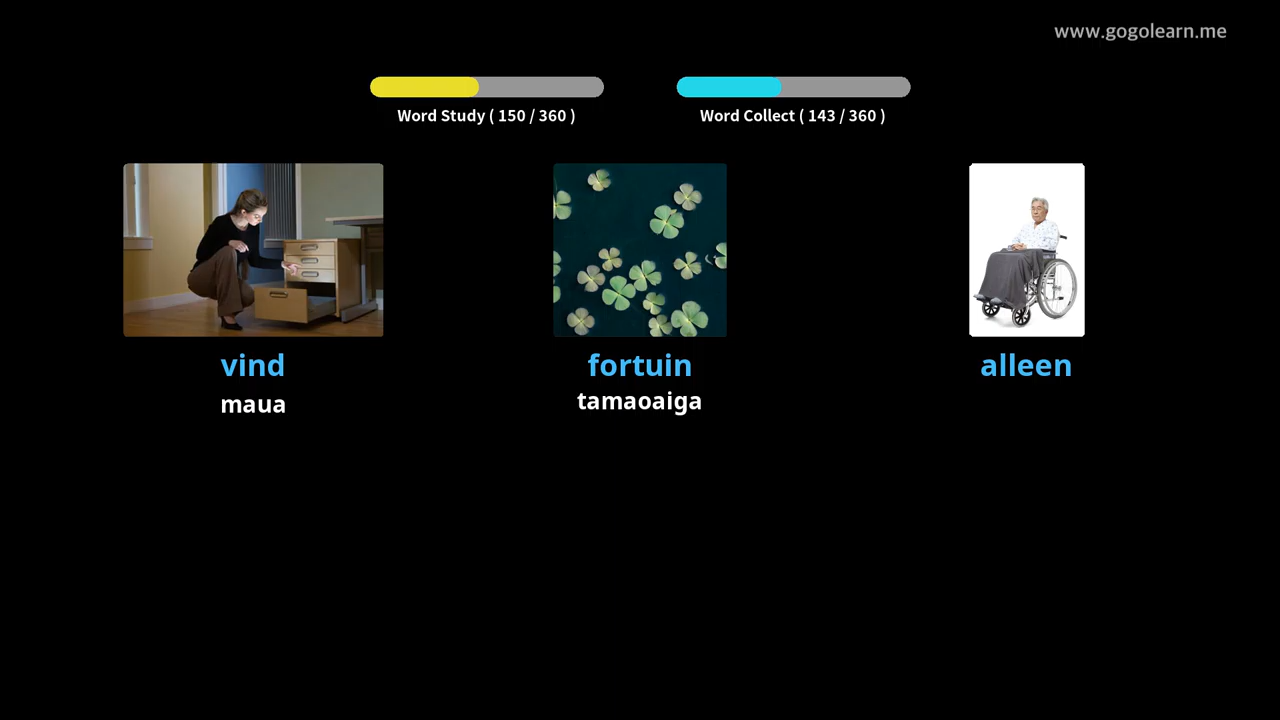 www.gogolearn.me
Word Study ( 150 / 360 )
Word Collect ( 143 / 360 )
vind
fortuin
alleen
maua
tamaoaiga